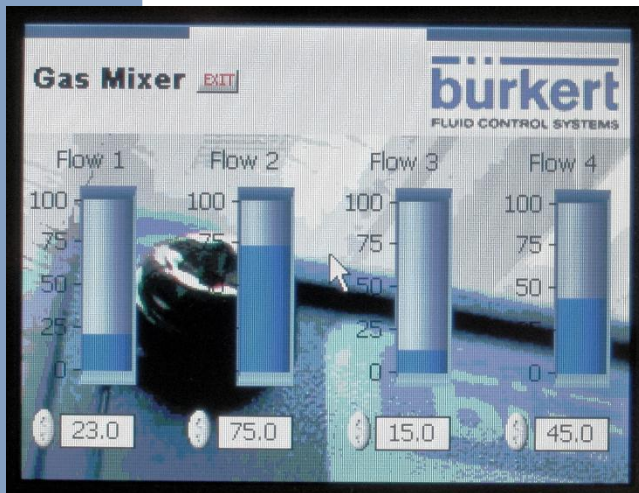 Gas Mixer EXIT
bürkert
FLUID CONTROL SYSTEMS
Flow 1 Flow 2 Flow 3 Flow 4
100 100 100 100
75 75 75 75
50 50 50 50
25 25 25
0 0 0
23.0 75.0 15.0 45.0